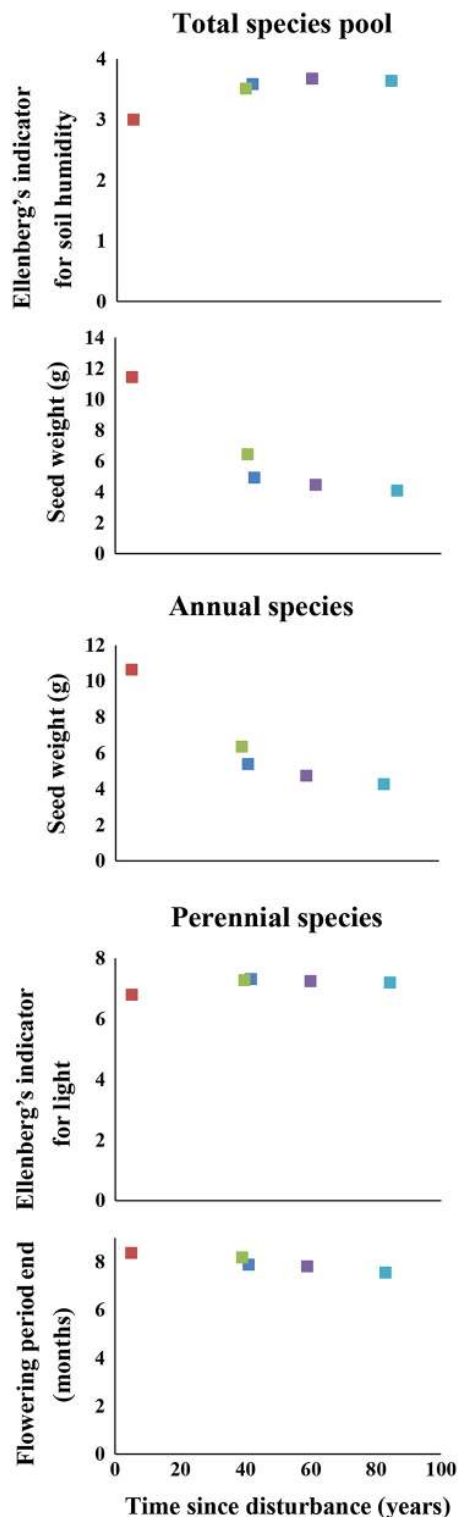 Total species pool
Ellenberg's indicator
for soil humidity
4
3
2
1
0
Seed weight (g)
14
12
10
8
6
4
2
0
Annual species
Seed weight (g)
12
10
8
6
4
2
0
Perennial species
Ellenberg's indicator
for light
8
6
4
2
0
Flowering period end
(months)
8
6
4
2
0
0 20 40 60 80 100
Time since disturbance (years)